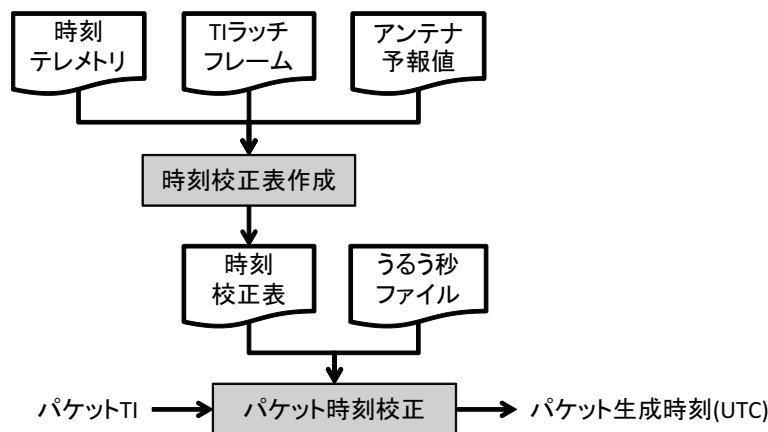 時刻
テレメトリ
TIラッチ
フレーム
アンテナ
予報値
時刻校正表作成
時刻
校正表
うるう秒
ファイル
パケットTI
パケット時刻校正
パケット生成時刻(UTC)